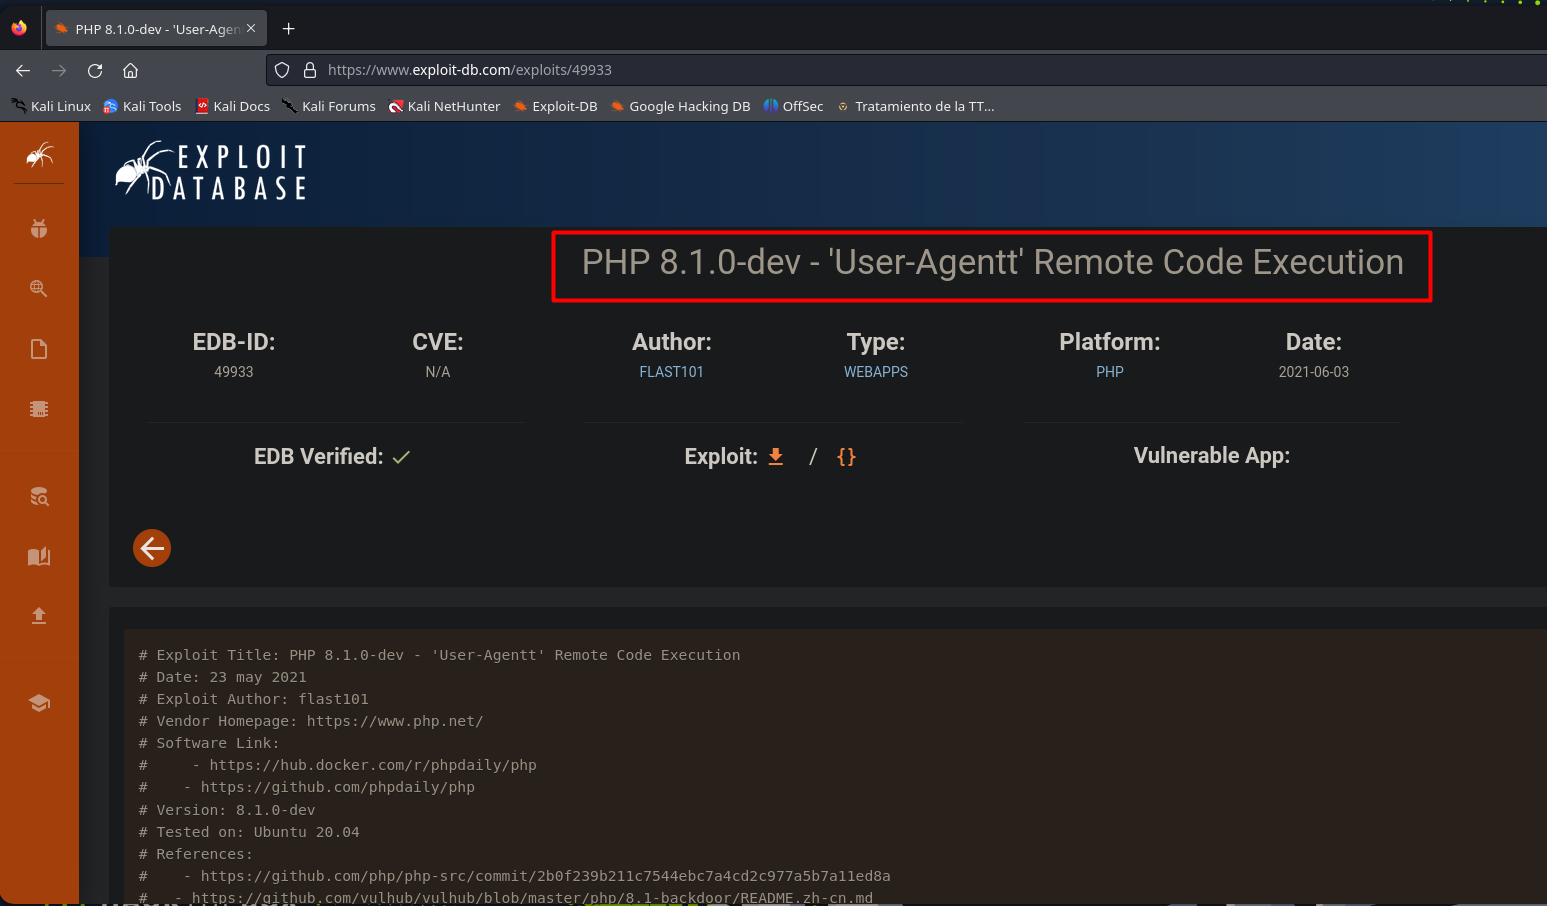 PHP 8.1.0-dev - 'User-Agen
https://www.exploit-db.com/exploits/49933
Kali Linux Kali Tools Kali Docs Kali Forums Kali NetHunter Exploit-DB Google Hacking DB OffSec Tratamiento de la TT...
EXPLOIT
DATABASE
PHP 8.1.0-dev - 'User-Agentt' Remote Code Execution
EDB-ID: CVE: Author: Type: Platform: Date:
49933 N/A FLAST101 WEBAPPS PHP 2021-06-03
EDB Verified: Exploit: / {} Vulnerable App:
# Exploit Title: PHP 8.1.0-dev - 'User-Agentt' Remote Code Execution
# Date: 23 may 2021
# Exploit Author: flast101
# Vendor Homepage: https://www.php.net/
# Software Link:
#     - https://hub.docker.com/r/phpdaily/php
#    - https://github.com/phpdaily/php
# Version: 8.1.0-dev
# Tested on: Ubuntu 20.04
# References:
#    - https://github.com/php/php-src/commit/2b0f239b211c7544ebc7a4cd2c977a5b7a11ed8a
#   - https://github.com/vulhub/vulhub/blob/master/php/8.1-backdoor/README.zh-cn.md